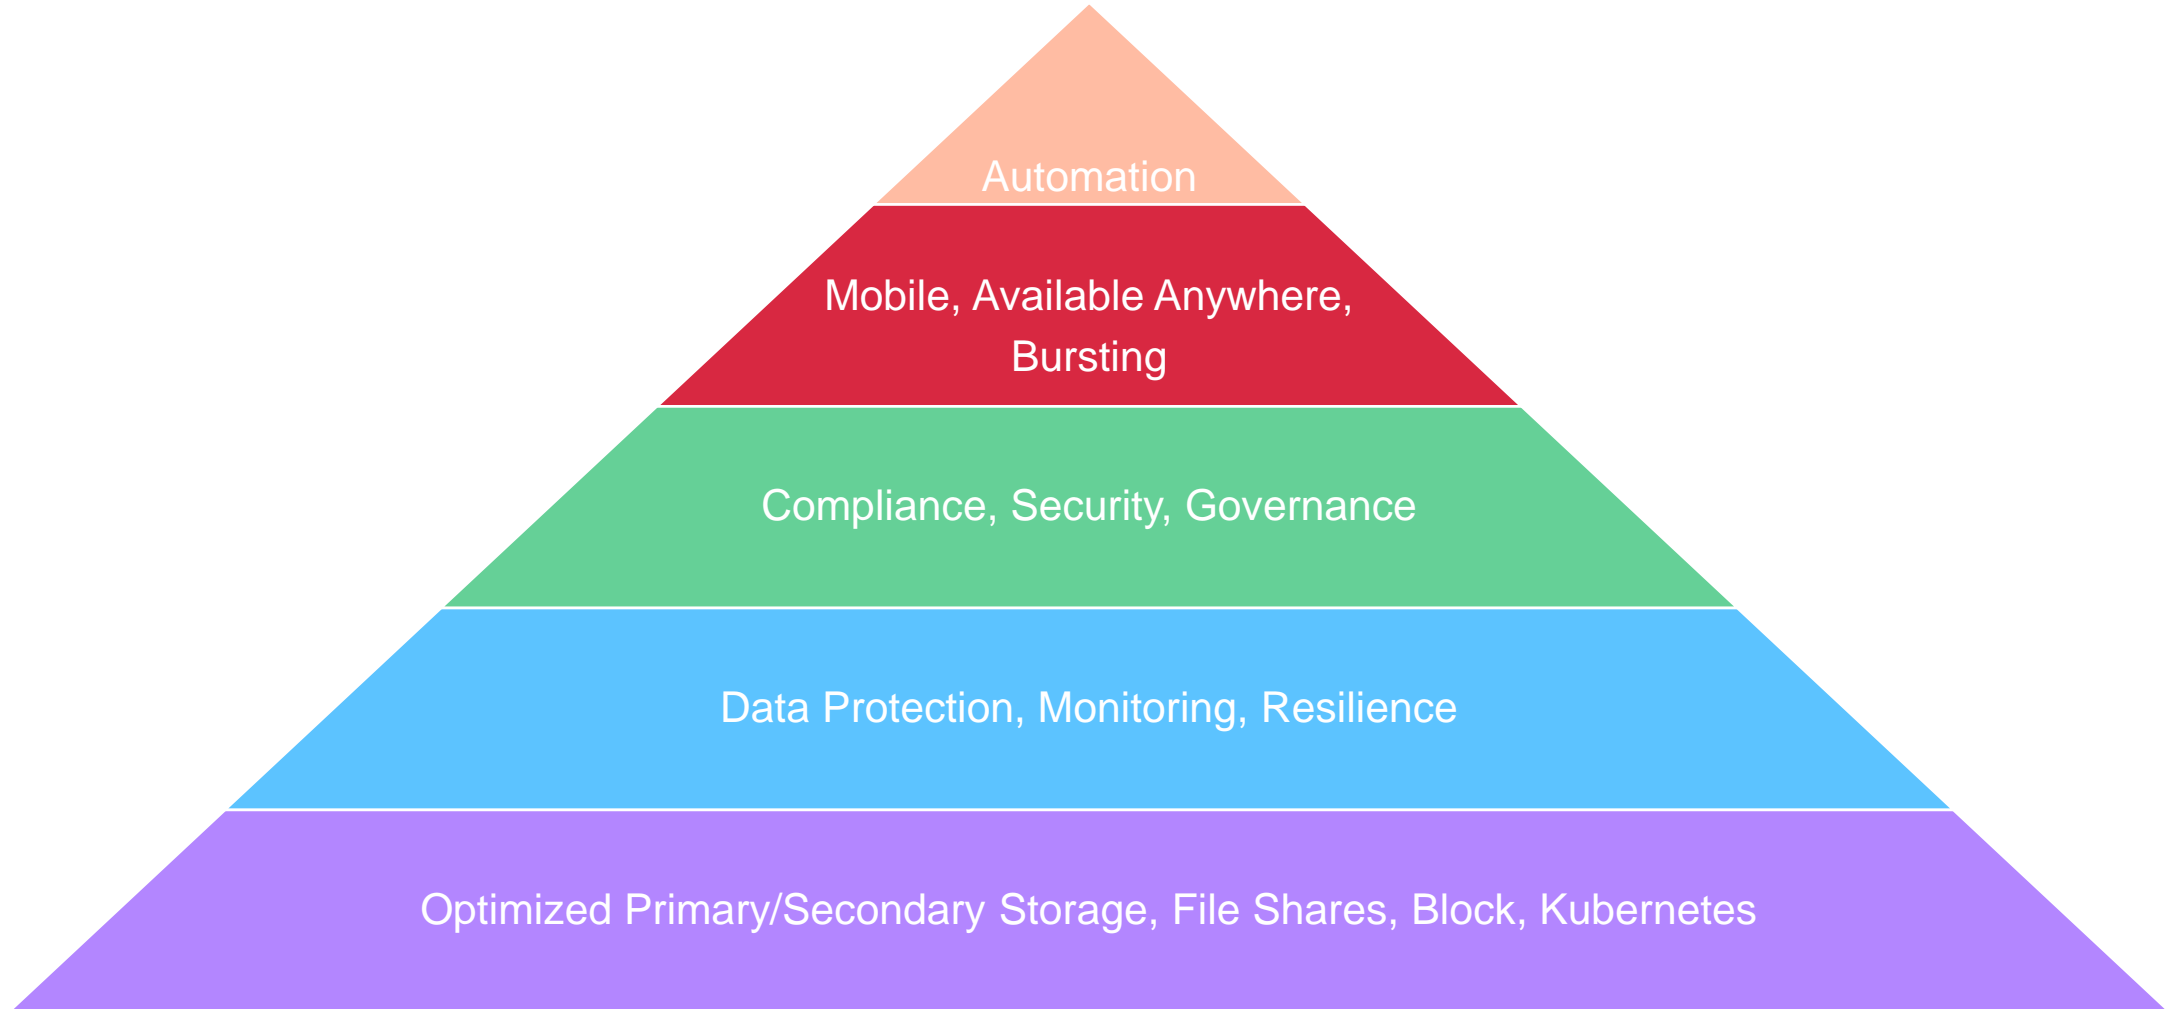 Automation
Mobile, Available Anywhere,
Bursting
Compliance, Security, Governance
Data Protection, Monitoring, Resilience
Optimized Primary/Secondary Storage, File Shares, Block, Kubernetes